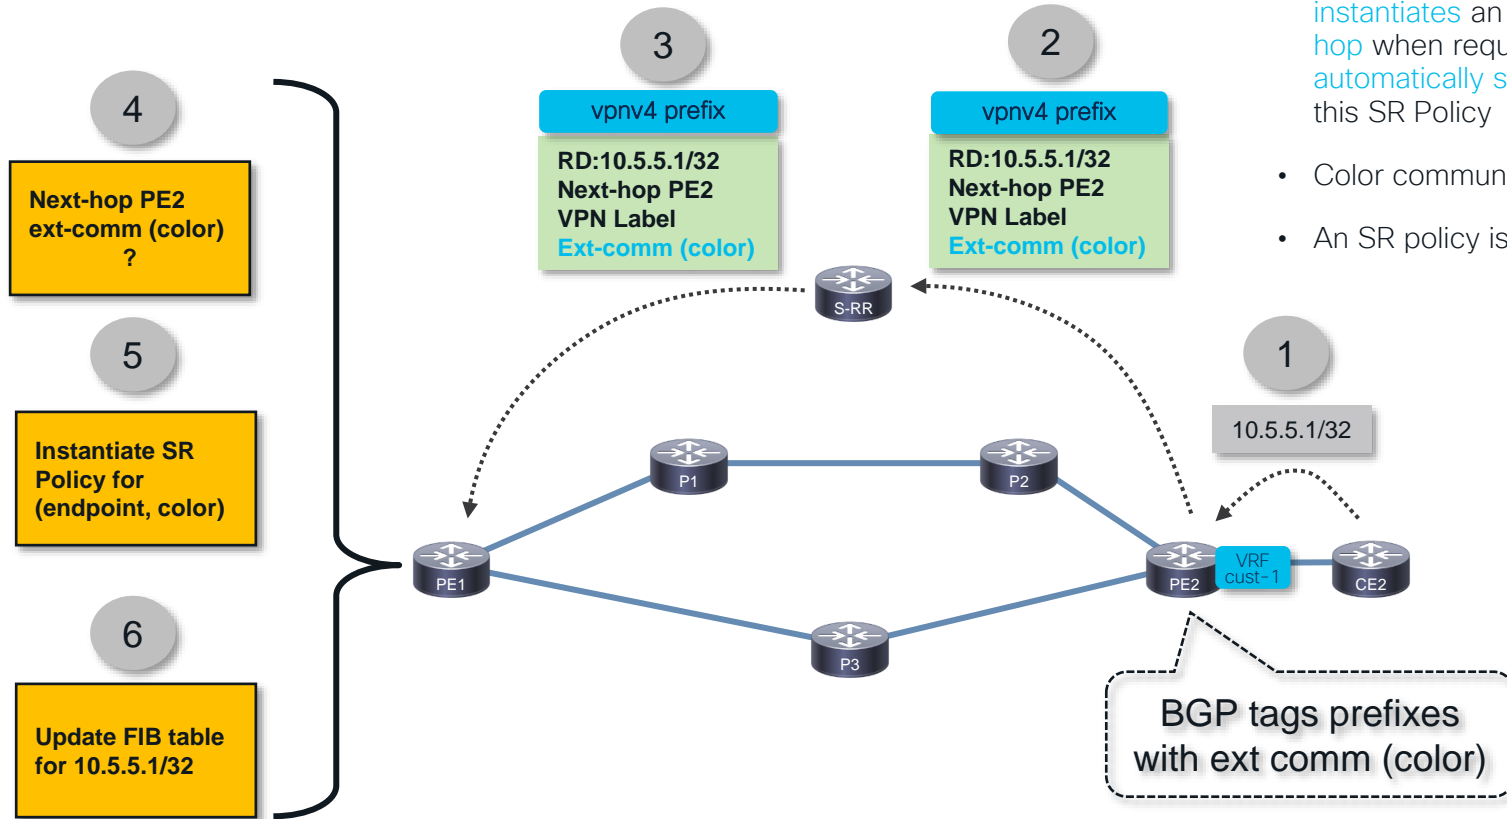 instantiates an
hop when requ
automatically s
this SR Policy
• Color commun
• An SR policy is
3
2
4
vpnv4 prefix
RD:10.5.5.1/32
Next-hop PE2
VPN Label
Ext-comm (color)
vpnv4 prefix
RD:10.5.5.1/32
Next-hop PE2
VPN Label
Ext-comm (color)
Next-hop PE2
ext-comm (color)
?
S-RR
5
1
10.5.5.1/32
Instantiate SR
Policy for
(endpoint, color)
P1
P2
PE1
PE2
VRF
cust-1
CE2
6
P3
Update FIB table
for 10.5.5.1/32
BGP tags prefixes
with ext comm (color)